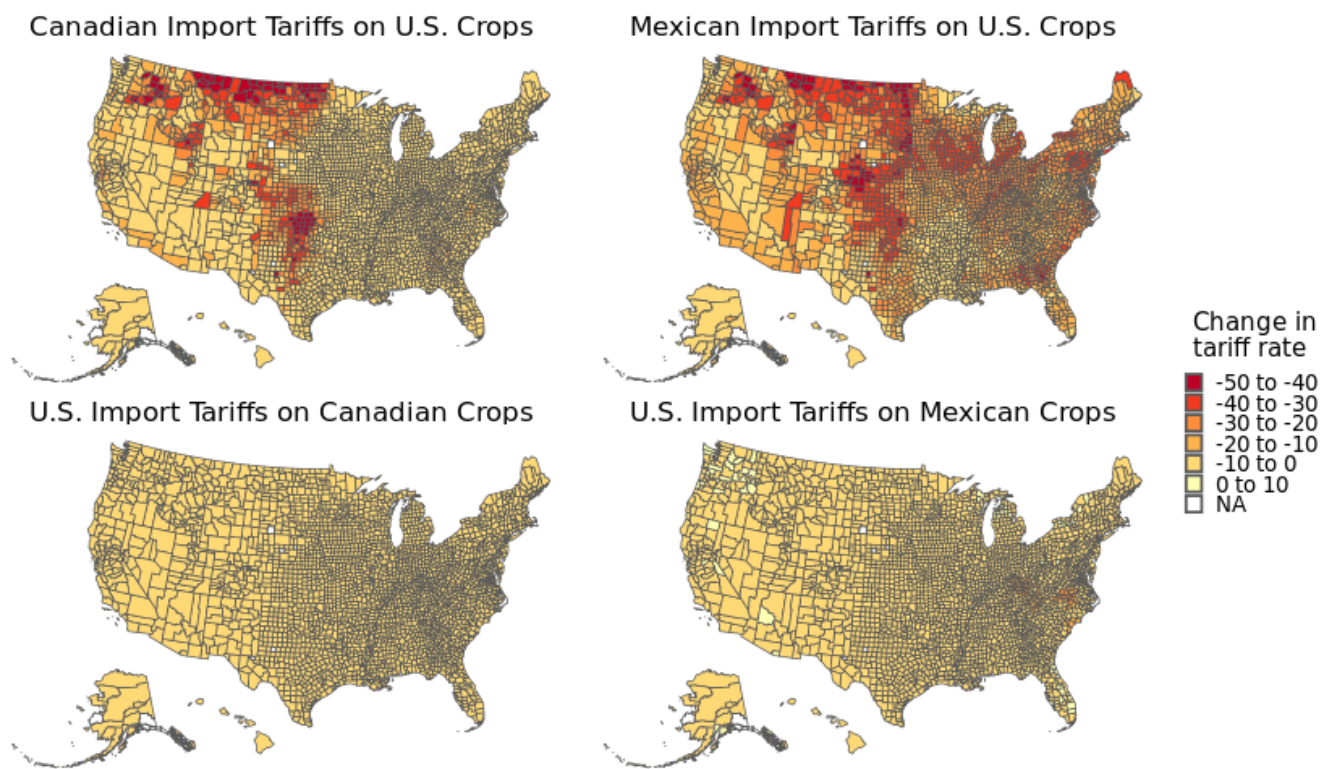 Canadian Import Tariffs on U.S. Crops
Mexican Import Tariffs on U.S. Crops
U.S. Import Tariffs on Canadian Crops
U.S. Import Tariffs on Mexican Crops
Change in
tariff rate
-50 to -40
-40 to -30
-30 to -20
-20 to -10
-10 to 0
0 to 10
NA